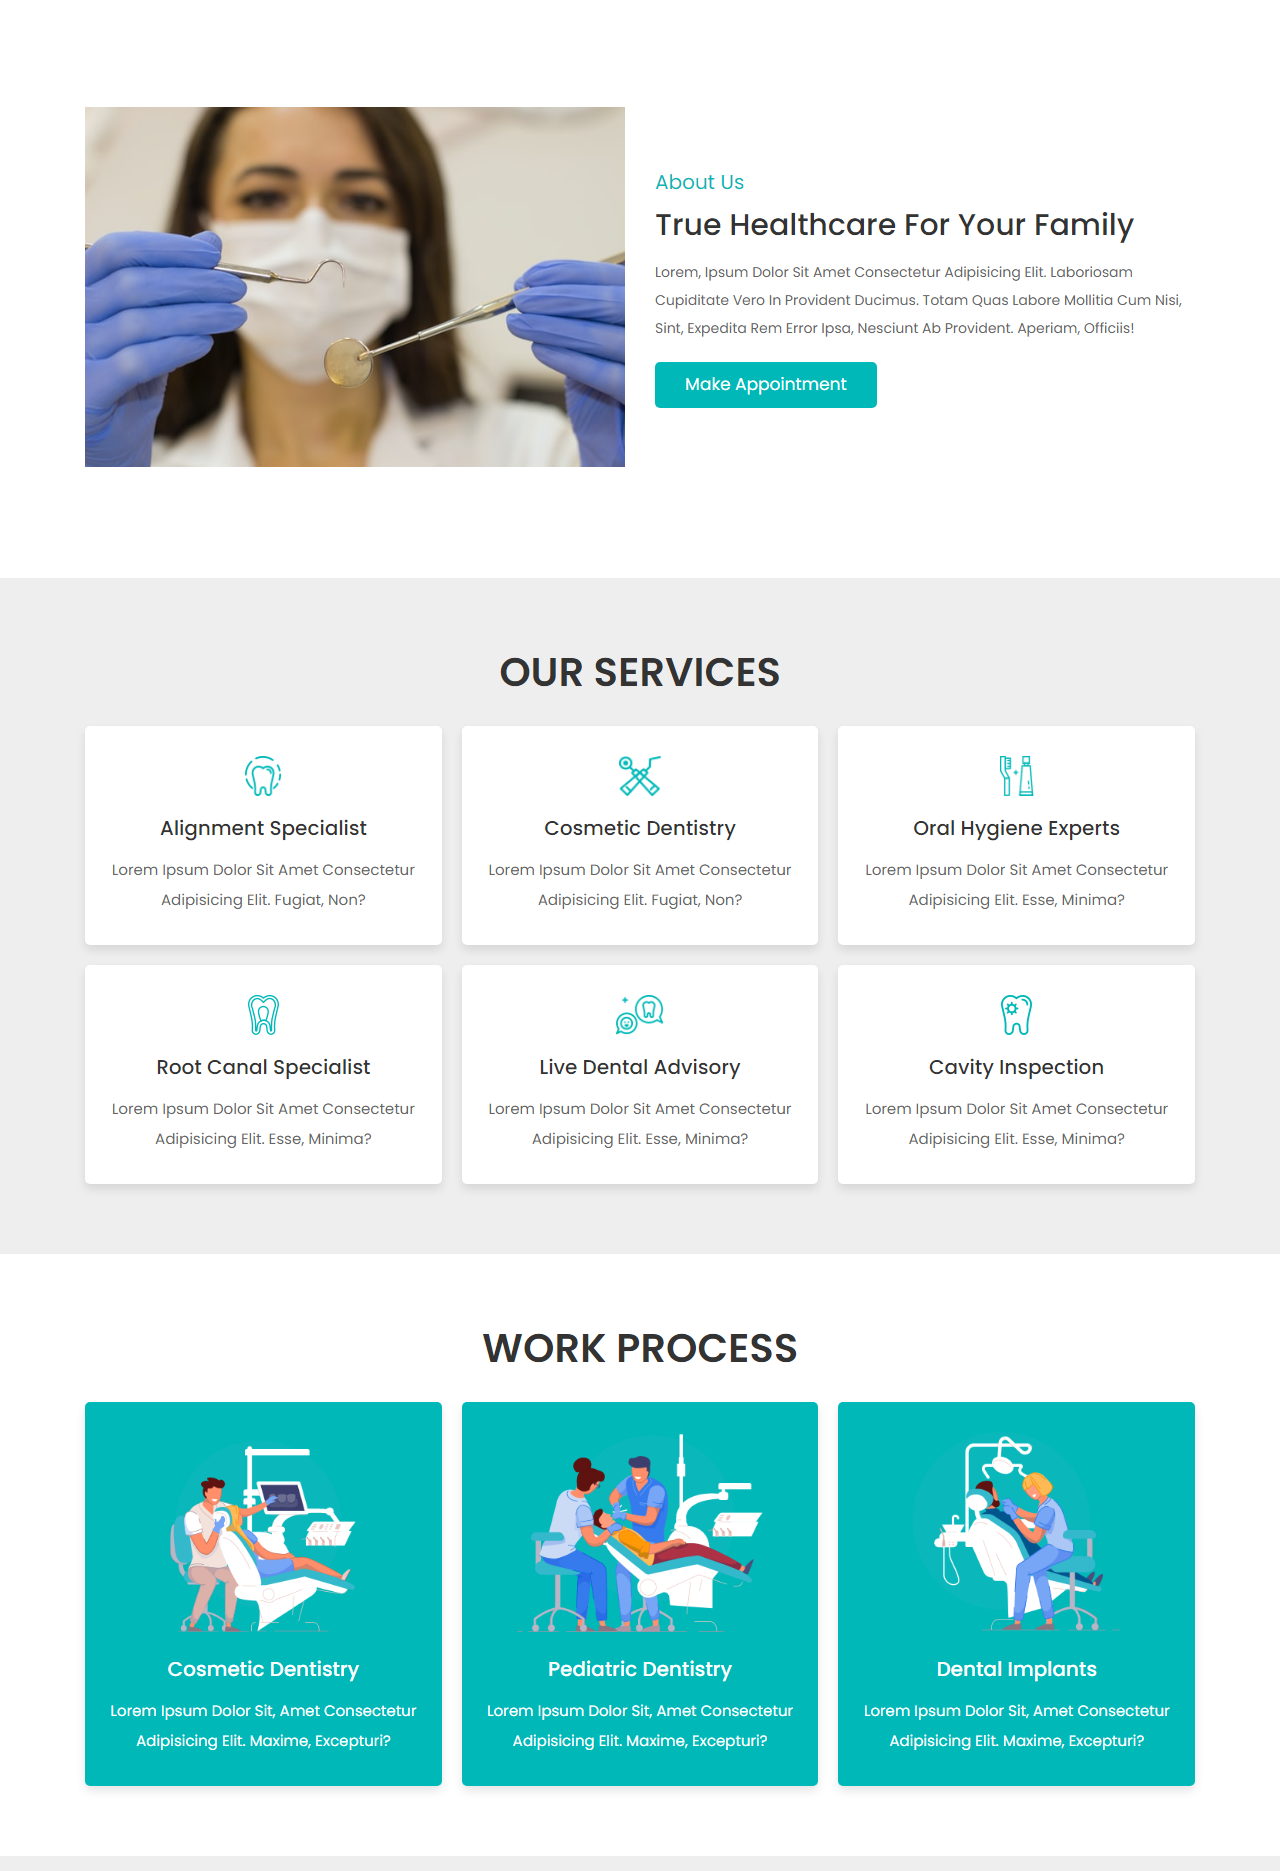 About Us
True Healthcare For Your Family
Lorem, Ipsum Dolor Sit Amet Consectetur Adipisicing Elit. Laboriosam
Cupiditate Vero In Provident Ducimus. Totam Quas Labore Mollitia Cum Nisi,
Sint, Expedita Rem Error Ipsa, Nesciunt Ab Provident. Aperiam, Officiis!
Make Appointment
OUR SERVICES
Alignment Specialist
Lorem Ipsum Dolor Sit Amet Consectetur
Adipisicing Elit. Fugiat, Non?
Cosmetic Dentistry
Lorem Ipsum Dolor Sit Amet Consectetur
Adipisicing Elit. Fugiat, Non?
Oral Hygiene Experts
Lorem Ipsum Dolor Sit Amet Consectetur
Adipisicing Elit. Esse, Minima?
Root Canal Specialist
Lorem Ipsum Dolor Sit Amet Consectetur
Adipisicing Elit. Esse, Minima?
Live Dental Advisory
Lorem Ipsum Dolor Sit Amet Consectetur
Adipisicing Elit. Esse, Minima?
Cavity Inspection
Lorem Ipsum Dolor Sit Amet Consectetur
Adipisicing Elit. Esse, Minima?
WORK PROCESS
Cosmetic Dentistry
Lorem Ipsum Dolor Sit, Amet Consectetur
Adipisicing Elit. Maxime, Excepturi?
Pediatric Dentistry
Lorem Ipsum Dolor Sit, Amet Consectetur
Adipisicing Elit. Maxime, Excepturi?
Dental Implants
Lorem Ipsum Dolor Sit, Amet Consectetur
Adipisicing Elit. Maxime, Excepturi?